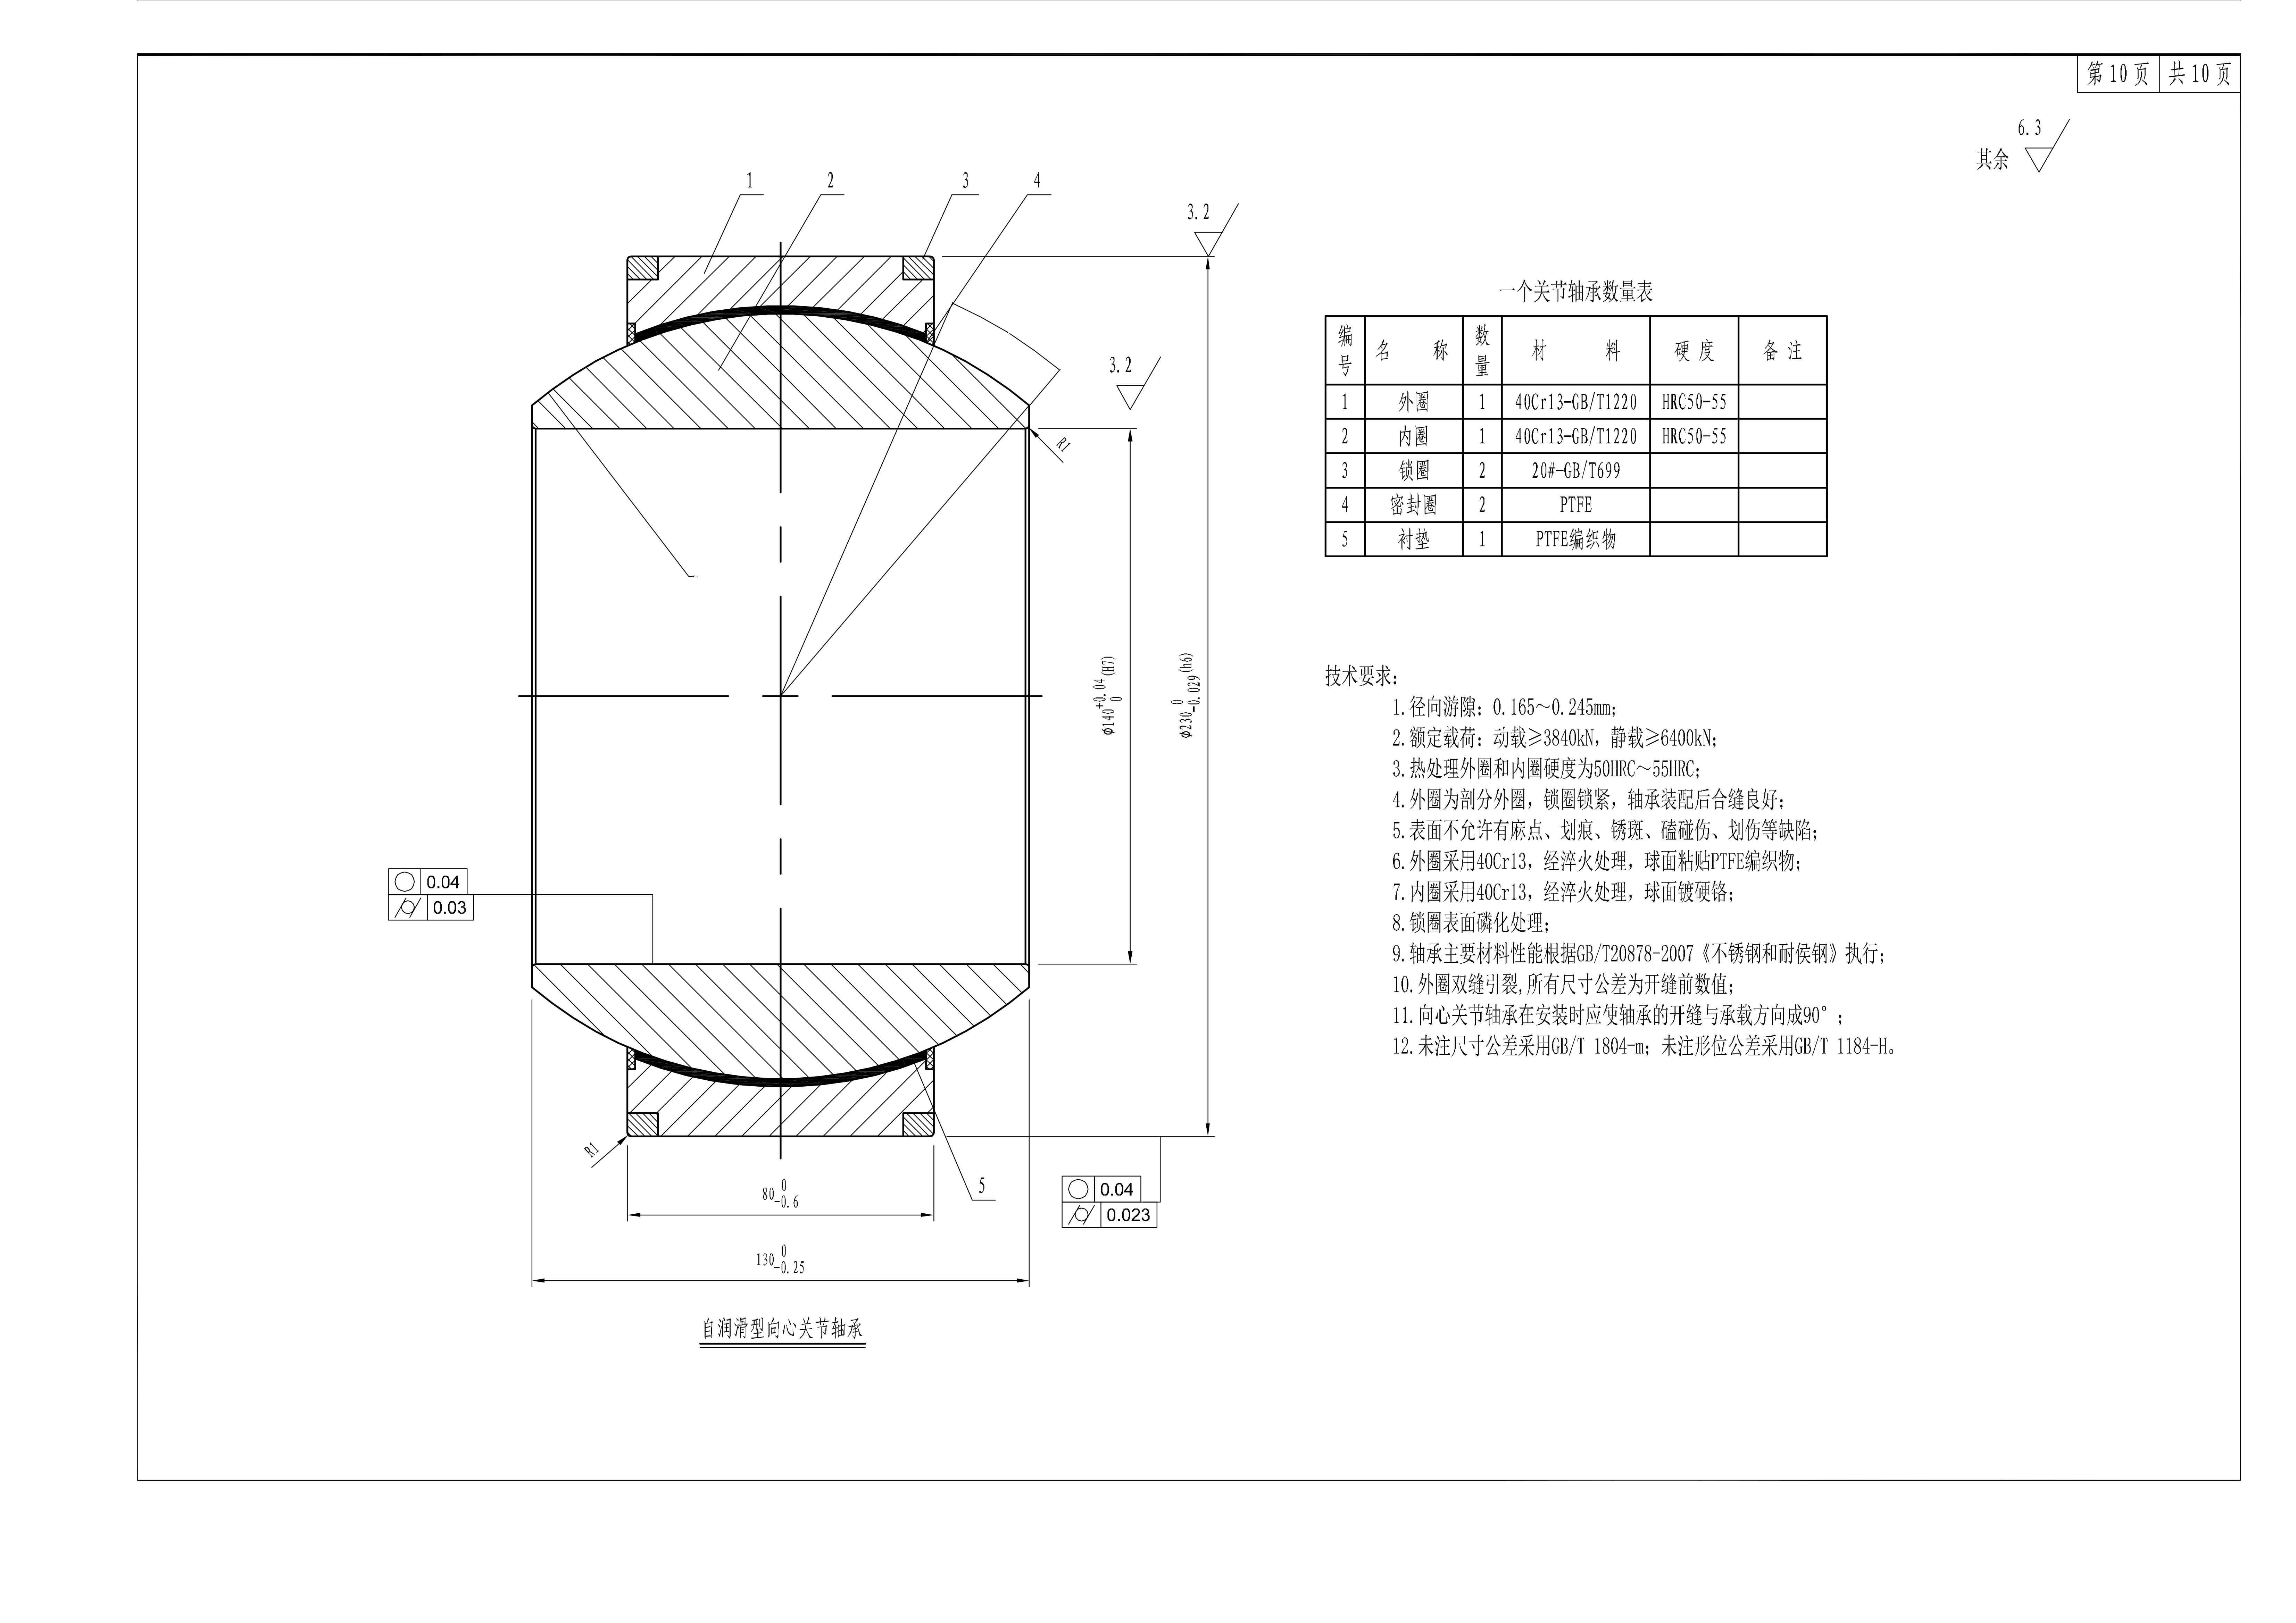 第 10 页 共 10 页
6.3
其余
1 2 3 4
3.2
3.2
R1
φ140 +0.04 0 (H7)
φ230 0 -0.029 (h6)
0.04
0.03
R1
5
0.04
0.023
80 0 -0.6
130 0 -0.25
自润滑型向心关节轴承
一个关节轴承数量表
编号 名 称 数量 材 料 硬 度 备 注
1 外圈 1 40Cr13-GB/T1220 HRC50-55
2 内圈 1 40Cr13-GB/T1220 HRC50-55
3 锁圈 2 20#-GB/T699
4 密封圈 2 PTFE
5 衬垫 1 PTFE编织物
技术要求:
1.径向游隙: 0.165～0.245mm;
2.额定载荷: 动载≥3840kN, 静载≥6400kN;
3.热处理外圈和内圈硬度为50HRC～55HRC;
4.外圈为剖分外圈, 锁圈锁紧, 轴承装配后合缝良好;
5.表面不允许有麻点、划痕、锈斑、磕碰伤、划伤等缺陷;
6.外圈采用40Cr13, 经淬火处理, 球面粘贴PTFE编织物;
7.内圈采用40Cr13, 经淬火处理, 球面镀硬铬;
8.锁圈表面磷化处理;
9.轴承主要材料性能根据GB/T20878-2007《不锈钢和耐侯钢》执行;
10.外圈双缝引裂,所有尺寸公差为开缝前数值;
11.向心关节轴承在安装时应使轴承的开缝与承载方向成90°;
12.未注尺寸公差采用GB/T 1804-m; 未注形位公差采用GB/T 1184-H。